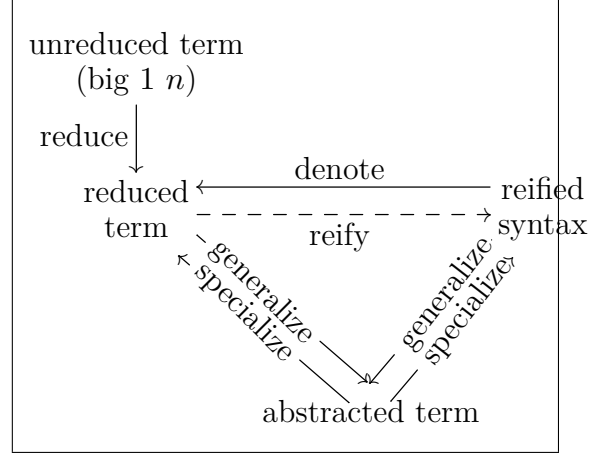 unreduced term
(big 1 n)
reduce
denote
reduced
term
reified
syntax
reify
generalize
specialize
generalize
specialize
abstracted term